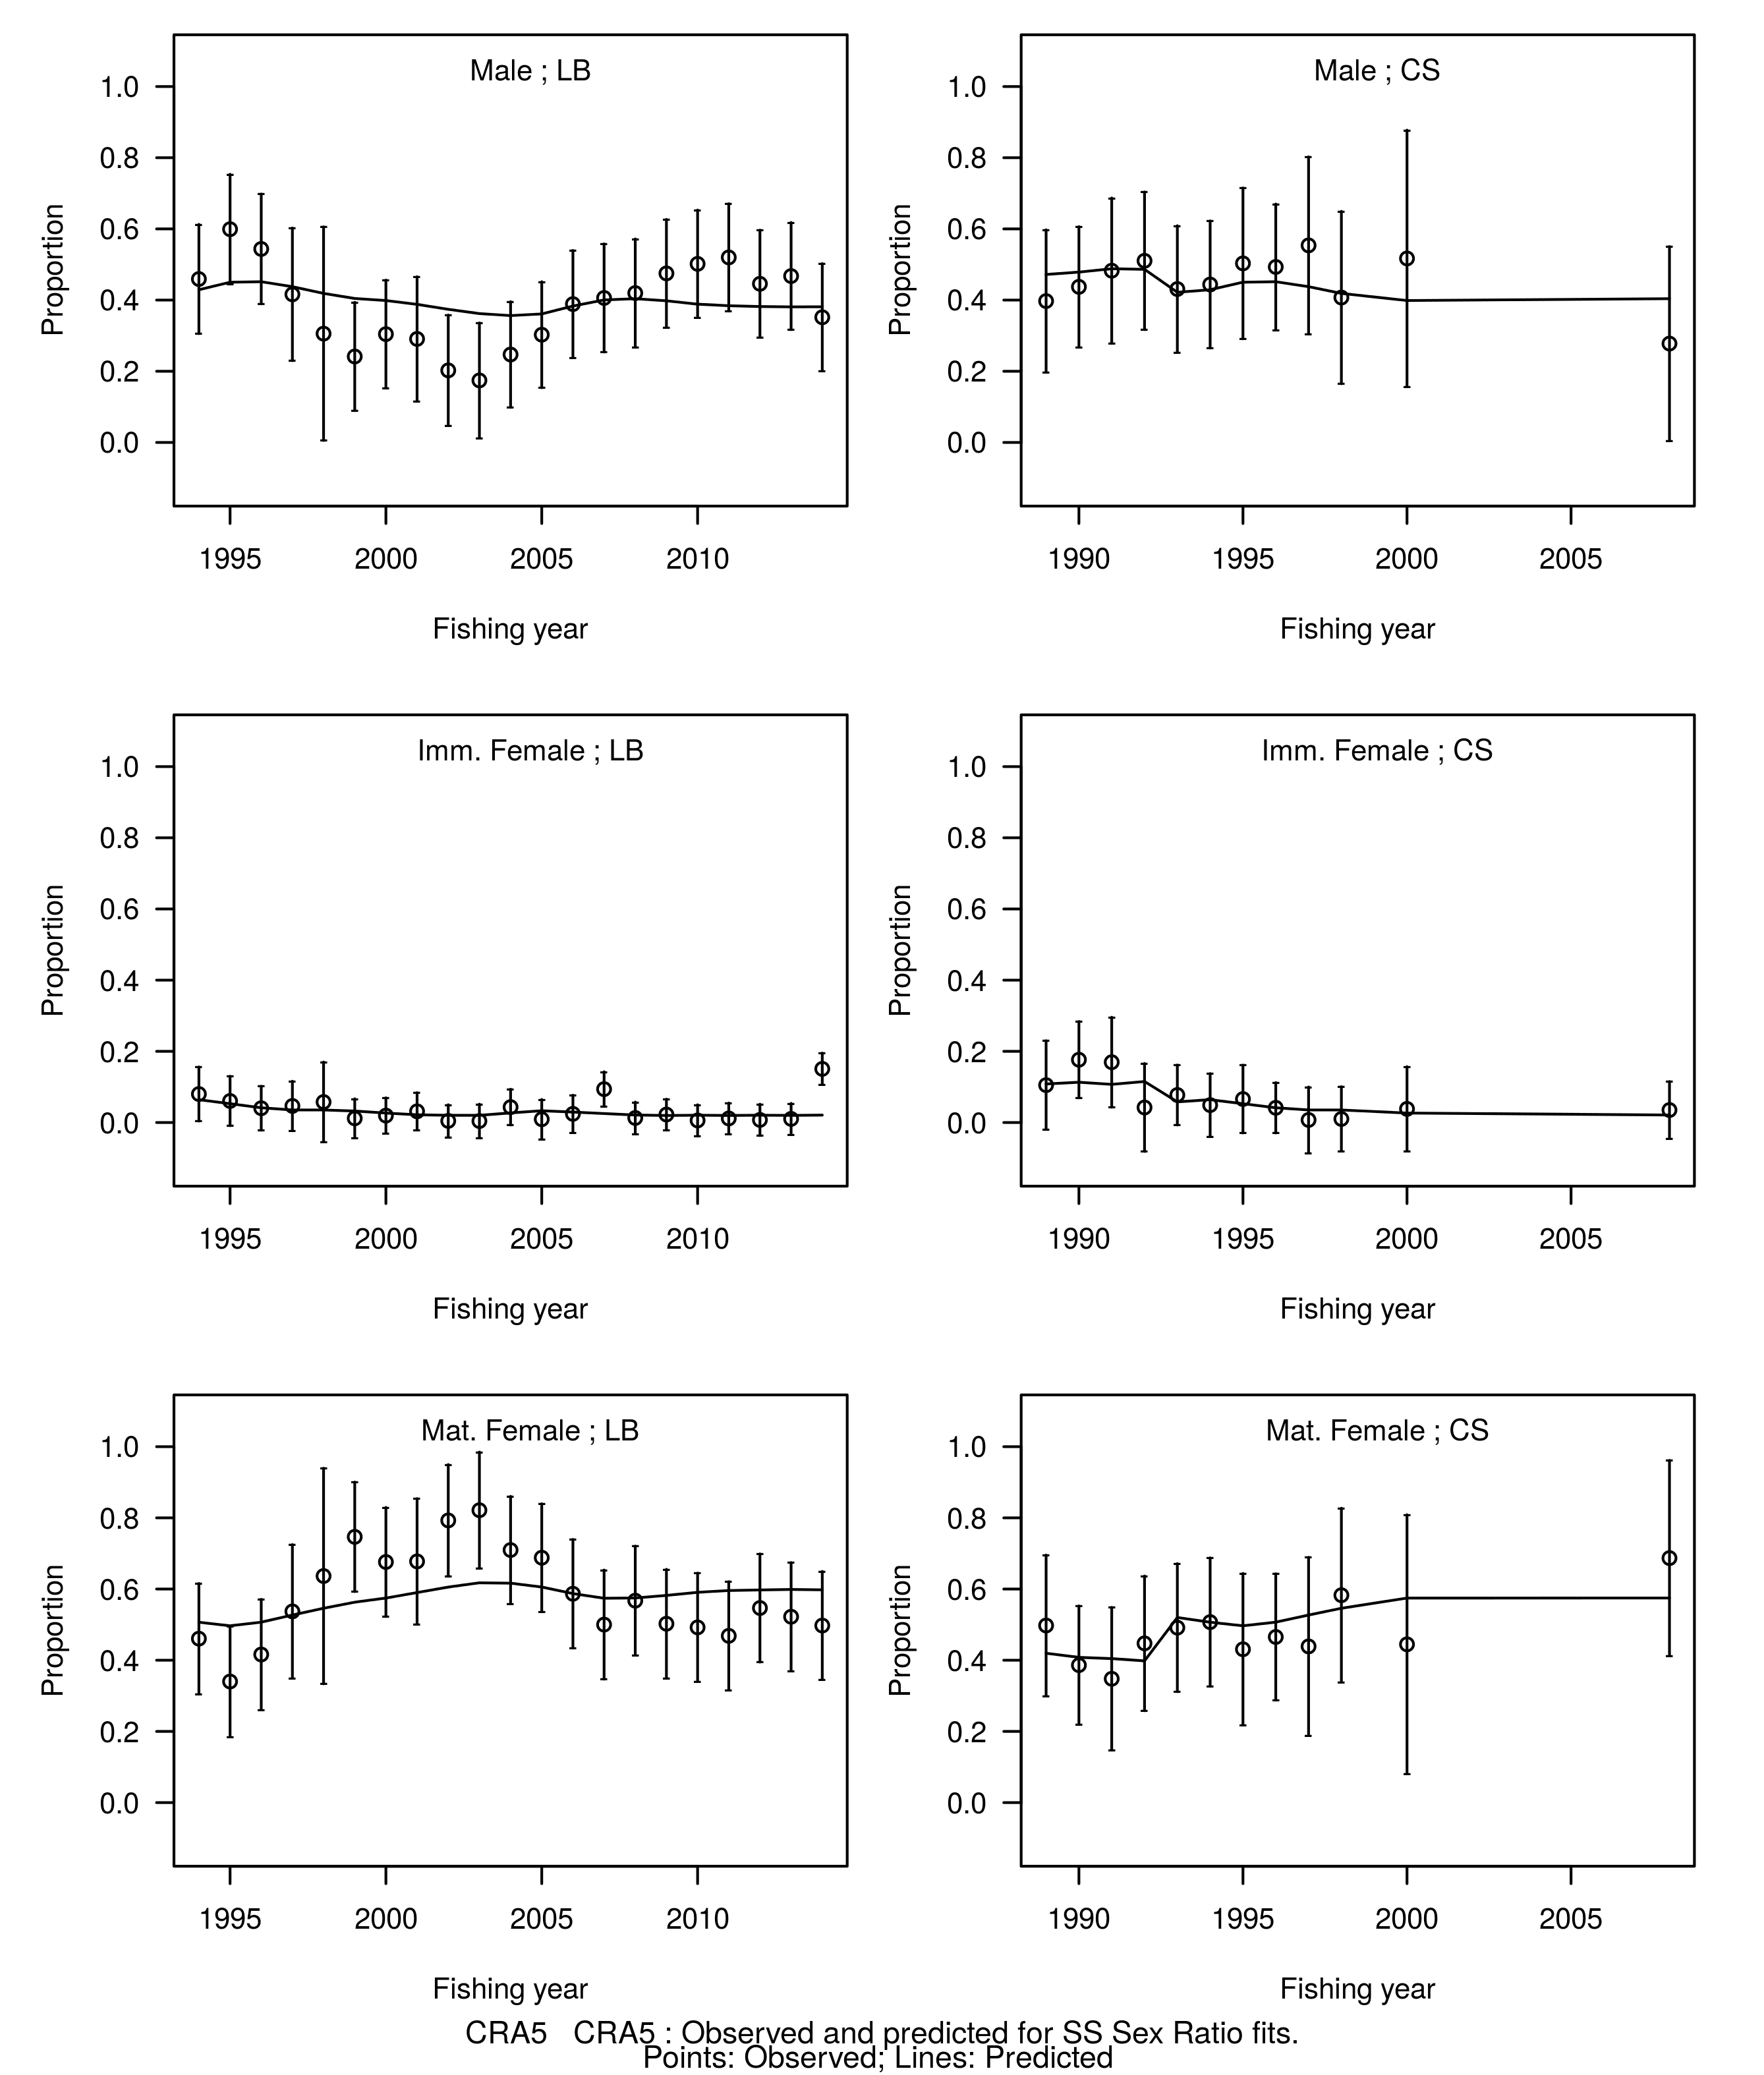 Male ; LB
1.0
0.8
0.6
0.4
0.2
0.0
Proportion
1995 2000 2005 2010
Fishing year
Male ; CS
1.0
0.8
0.6
0.4
0.2
0.0
Proportion
1990 1995 2000 2005
Fishing year
Imm. Female ; LB
1.0
0.8
0.6
0.4
0.2
0.0
Proportion
1995 2000 2005 2010
Fishing year
Imm. Female ; CS
1.0
0.8
0.6
0.4
0.2
0.0
Proportion
1990 1995 2000 2005
Fishing year
Mat. Female ; LB
1.0
0.8
0.6
0.4
0.2
0.0
Proportion
1995 2000 2005 2010
Fishing year
Mat. Female ; CS
1.0
0.8
0.6
0.4
0.2
0.0
Proportion
1990 1995 2000 2005
Fishing year
CRA5 CRA5 : Observed and predicted for SS Sex Ratio fits.
Points: Observed; Lines: Predicted